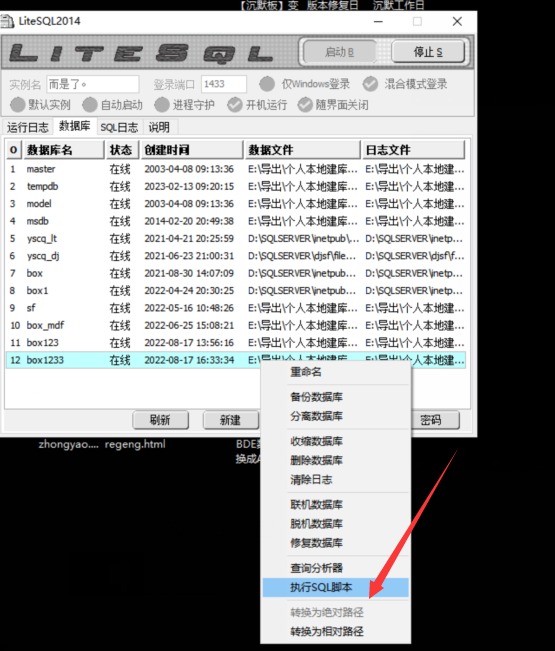 【沉默板】变 版本修复日 沉默工作日
LiteSQL2014
LITESQL
启动 B
停止 S
实例名 而是了。 登录端口 1433 仅Windows登录 混合模式登录
默认实例 自动启动 进程守护 开机运行 随界面关闭
运行日志 数据库 SQL日志 说明
0 数据库名 状态 创建时间 数据文件 日志文件
1 master 在线 2003-04-08 09:13:36 E:\导出\个人本地建库... E:\导出\个人本地建...
2 tempdb 在线 2023-02-13 09:20:15 E:\导出\个人本地建库... E:\导出\个人本地建...
3 model 在线 2003-04-08 09:13:36 E:\导出\个人本地建库... E:\导出\个人本地建...
4 msdb 在线 2014-02-20 20:49:38 E:\导出\个人本地建库... E:\导出\个人本地建...
5 yscq_lt 在线 2021-04-21 20:25:59 D:\SQLSERVER\inetpub\... D:\SQLSERVER\inetp...
6 yscq_dj 在线 2021-06-23 21:00:31 D:\SQLSERVER\djsf\file... D:\SQLSERVER\djsf\f...
7 box 在线 2021-08-30 14:07:09 D:\SQLSERVER\inetpub... D:\SQLSERVER\inetp...
8 box1 在线 2022-04-24 20:30:25 D:\SQLSERVER\inetpub... D:\SQLSERVER\inetp...
9 sf 在线 2022-05-16 10:48:26 E:\导出\个人本地建库... E:\导出\个人本地建...
10 box_mdf 在线 2022-06-25 15:08:21 E:\导出\个人本地建库... E:\导出\个人本地建...
11 box123 在线 2022-08-17 13:56:16 E:\导出\个人本地建库... E:\导出\个人本地建...
12 box1233 在线 2022-08-17 16:33:34 E:\导出\个人本地建库... E:\导出\个人本地建...
重命名
备份数据库
分离数据库
刷新 新建 密码
收缩数据库
zhongyao.... regeng.html BDE
换成
删除数据库
清除日志
联机数据库
脱机数据库
修复数据库
查询分析器
执行SQL脚本
转换为绝对路径
转换为相对路径